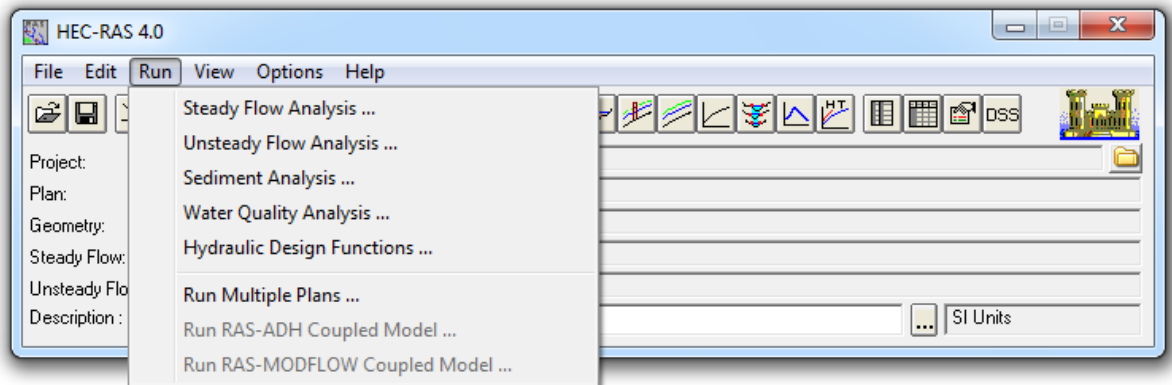 HEC-RAS 4.0
File Edit Run View Options Help
Steady Flow Analysis ...
Unsteady Flow Analysis ...
Sediment Analysis ...
Water Quality Analysis ...
Hydraulic Design Functions ...
Run Multiple Plans ...
Run RAS-ADH Coupled Model ...
Run RAS-MODFLOW Coupled Model ...
HT
DSS
Project:
Plan:
Geometry:
Steady Flow:
Unsteady Flo
Description :
... SI Units